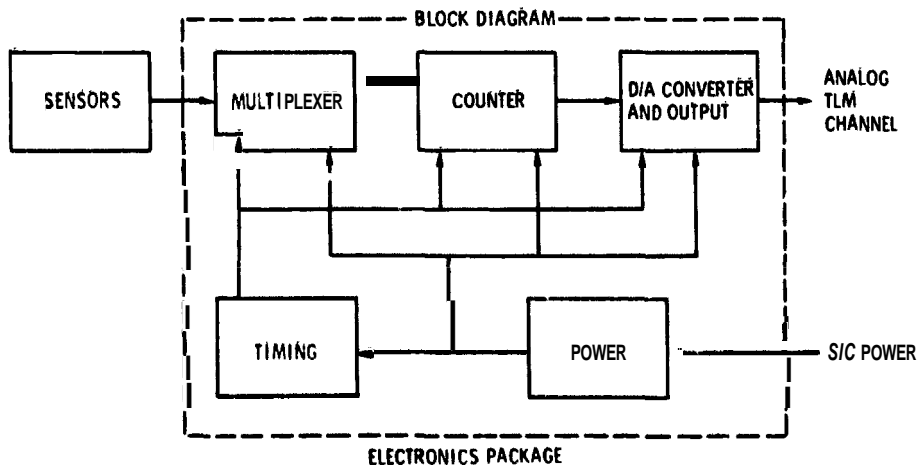 BLOCK DIAGRAM
SENSORS
MULTIPLEXER
COUNTER
D/A CONVERTER
AND OUTPUT
ANALOG
TLM
CHANNEL
TIMING
POWER
S/C POWER
ELECTRONICS PACKAGE